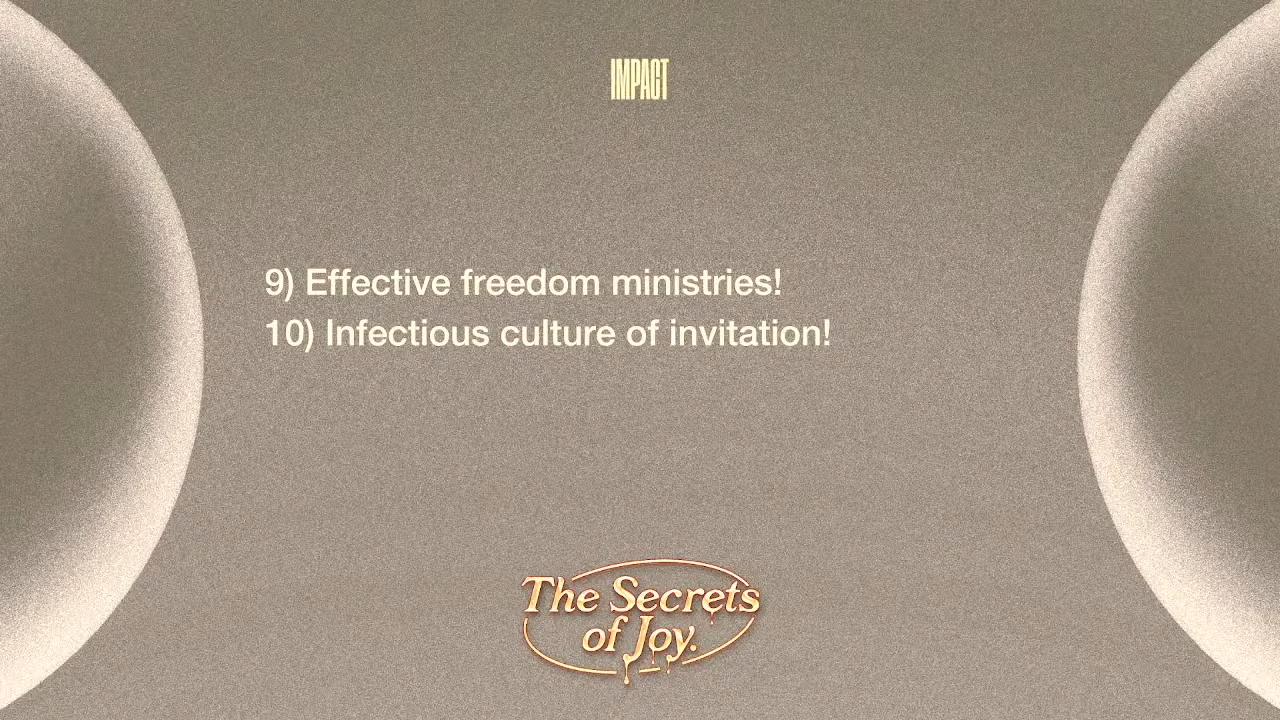 IMPACT
9) Effective freedom ministries!
10) Infectious culture of invitation!
The Secrets
of Joy.